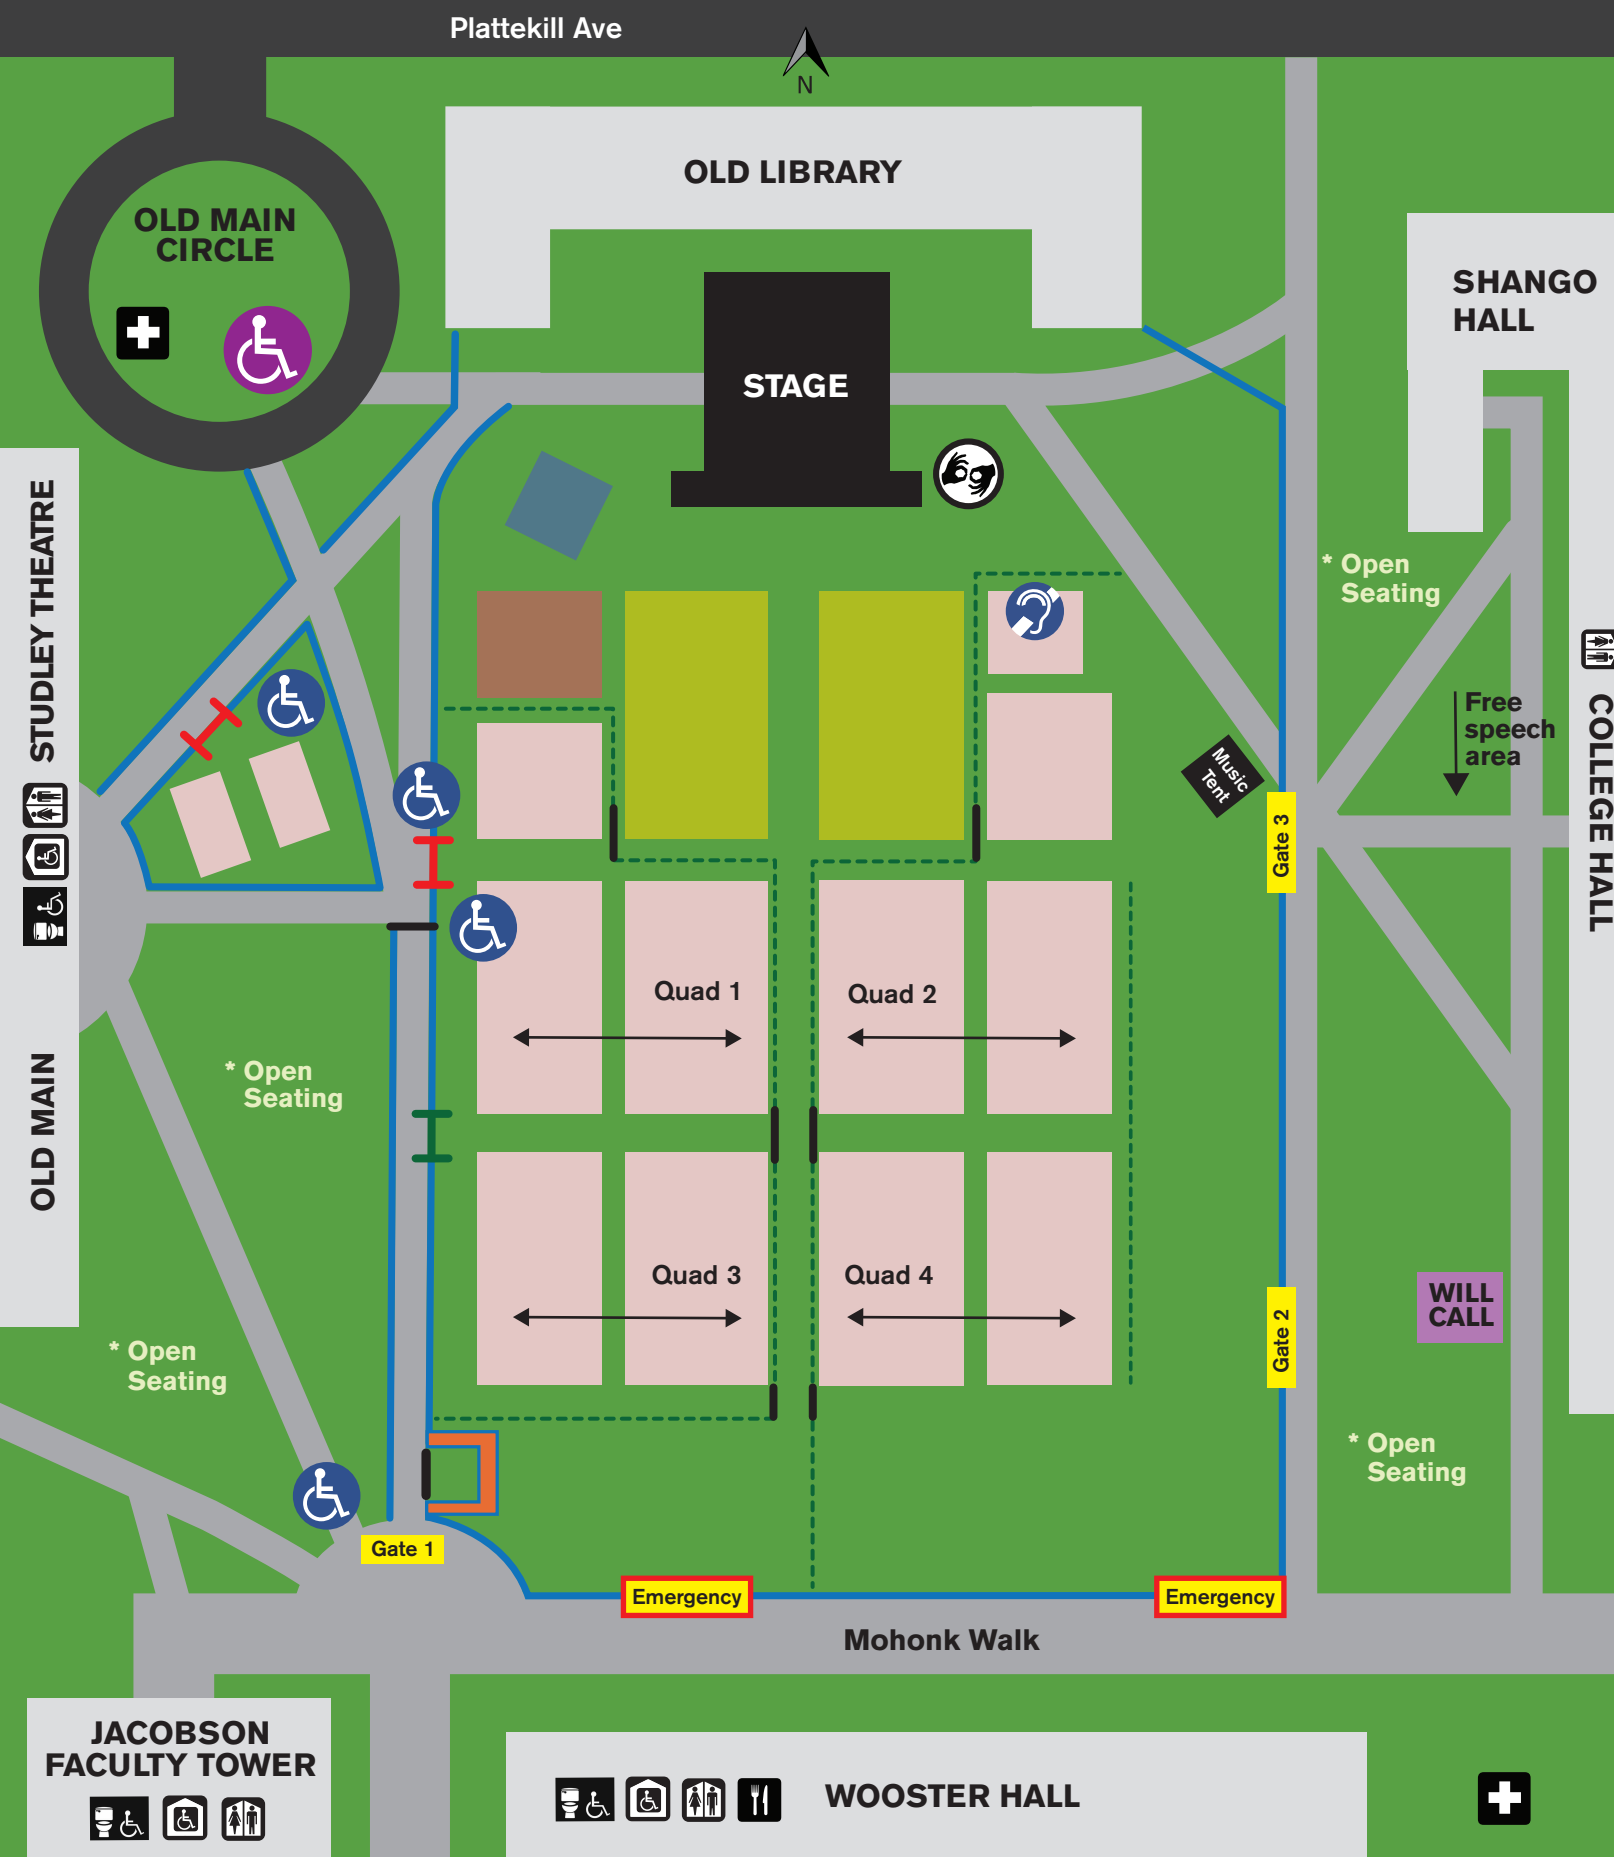 Plattekill Ave
N
OLD LIBRARY
OLD MAIN
CIRCLE
SHANGO
HALL
STAGE
STUDLEY THEATRE
* Open
Seating
Free
speech
area
COLLEGE HALL
Music
Tent
Gate 3
Quad 1
Quad 2
* Open
Seating
OLD MAIN
Quad 3
Quad 4
WILL
CALL
Gate 2
* Open
Seating
* Open
Seating
Gate 1
Emergency
Emergency
Mohonk Walk
JACOBSON
FACULTY TOWER
WOOSTER HALL